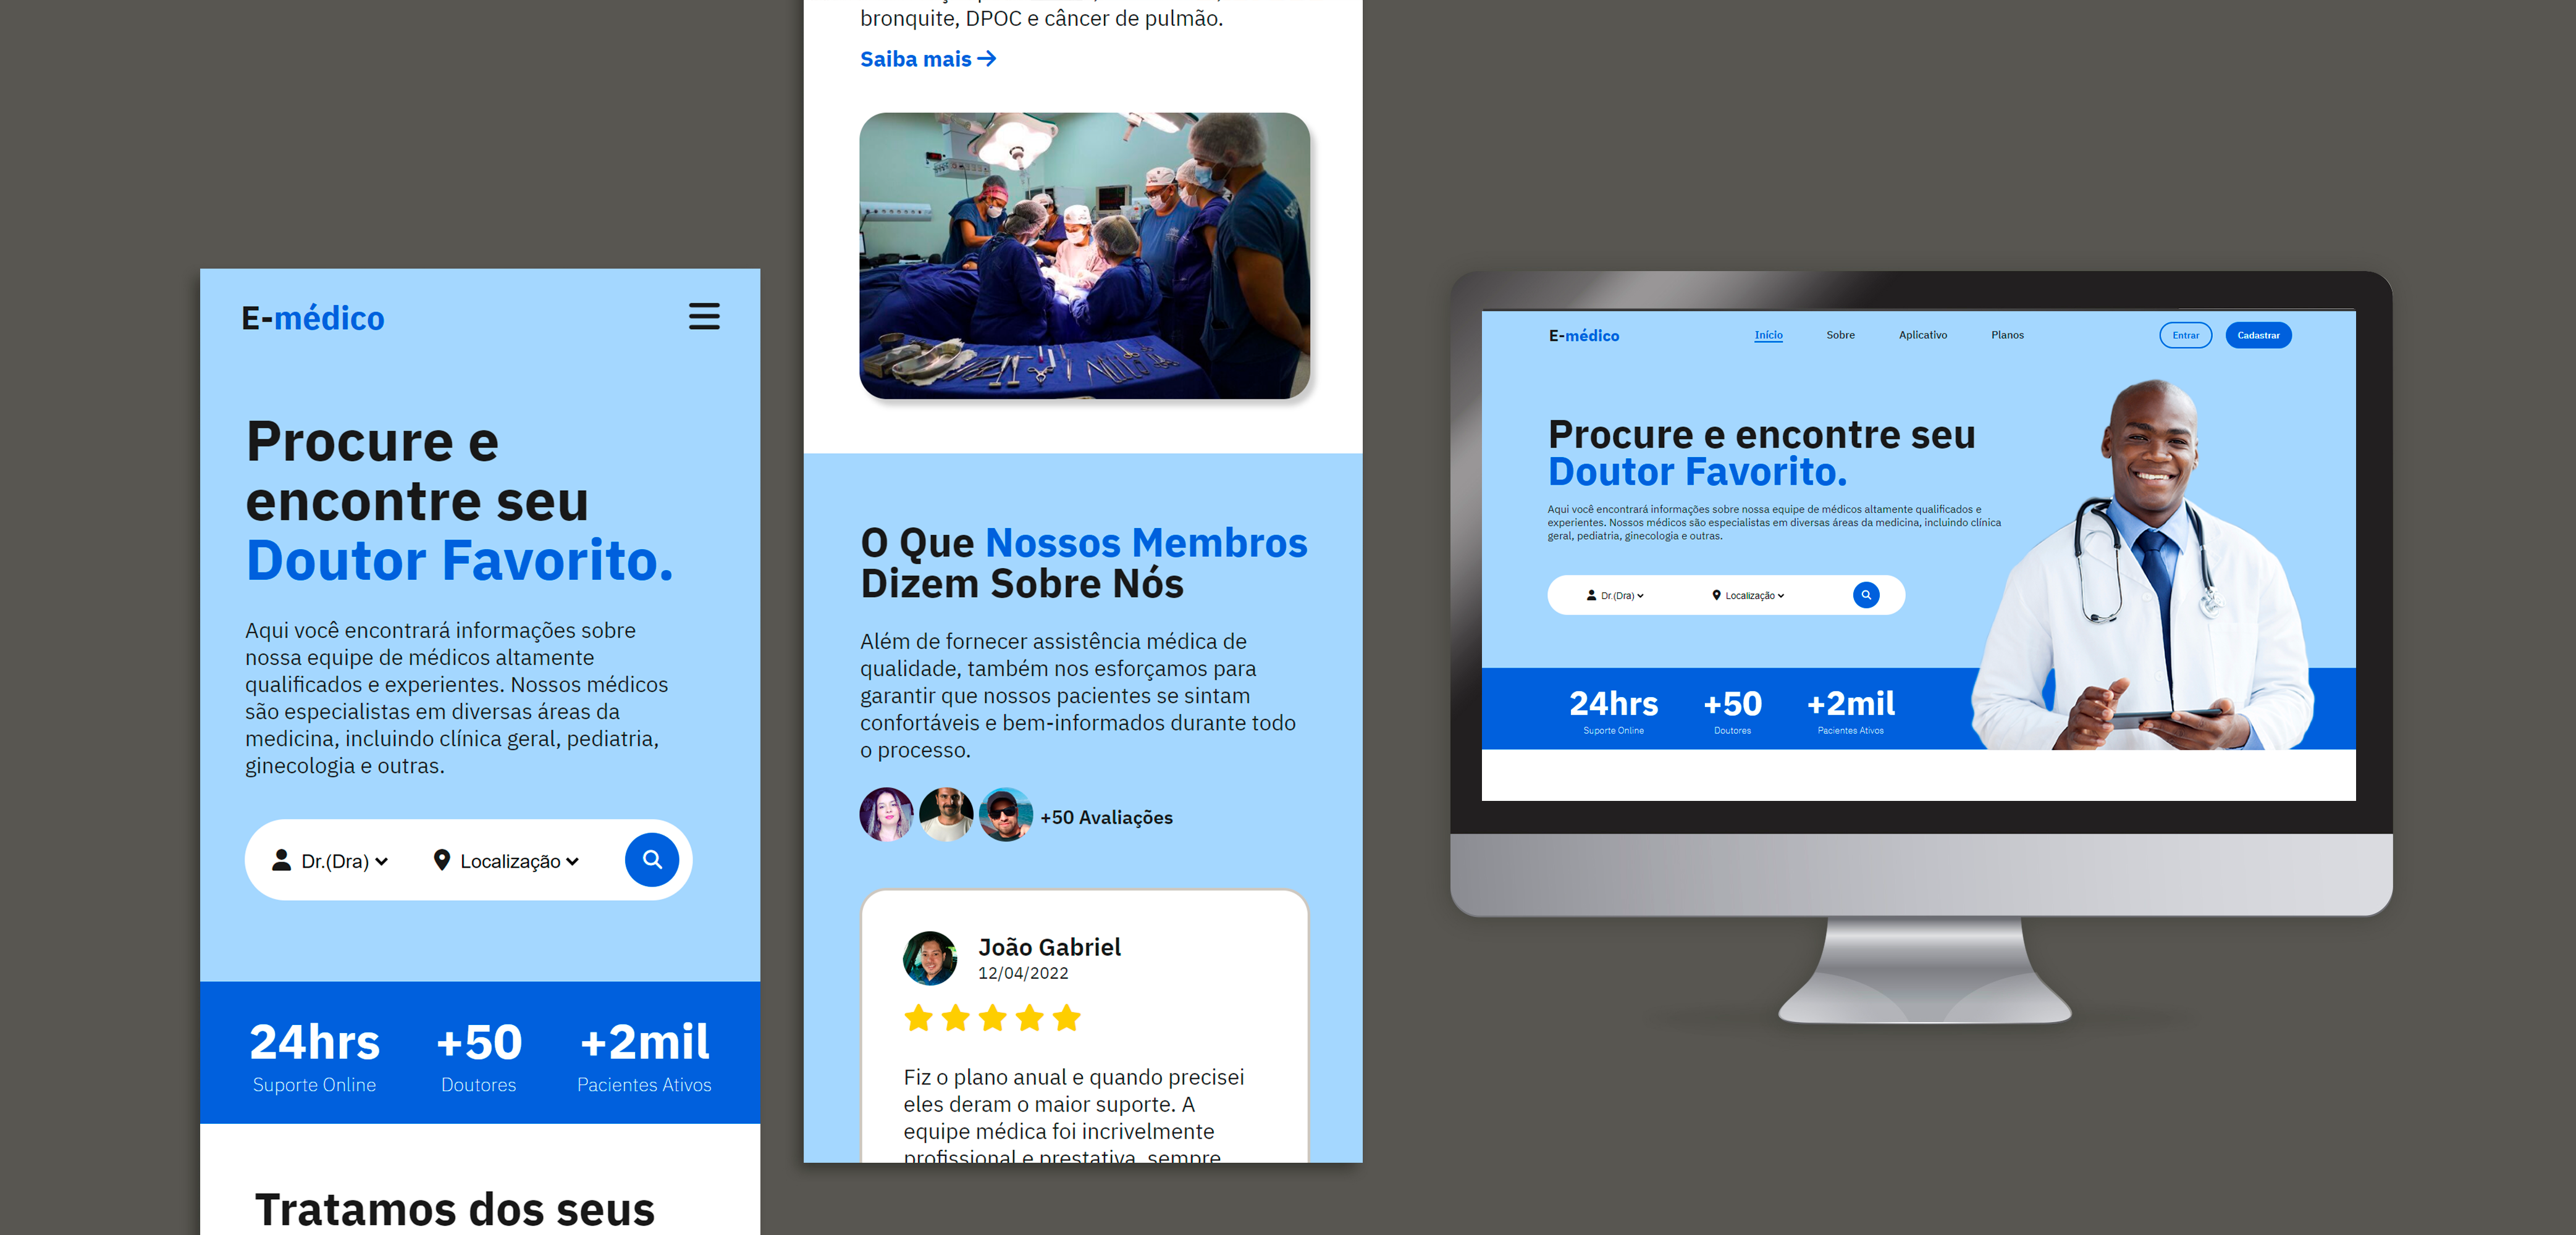 E-médico
Procure e
encontre seu
Doutor Favorito.
Aqui você encontrará informações sobre
nossa equipe de médicos altamente
qualificados e experientes. Nossos médicos
são especialistas em diversas áreas da
medicina, incluindo clínica geral, pediatria,
ginecologia e outras.
Dr.(Dra) Localização
24hrs +50 +2mil
Suporte Online Doutores Pacientes Ativos
Tratamos dos seus
bronquite, DPOC e câncer de pulmão.
Saiba mais →
O Que Nossos Membros
Dizem Sobre Nós
Além de fornecer assistência médica de
qualidade, também nos esforçamos para
garantir que nossos pacientes se sintam
confortáveis e bem-informados durante todo
o processo.
+50 Avaliações
João Gabriel
12/04/2022
Fiz o plano anual e quando precisei
eles deram o maior suporte. A
equipe médica foi incrivelmente
profissional e prestativa, sempre
E-médico Início Sobre Aplicativo Planos Entrar Cadastrar
Procure e encontre seu
Doutor Favorito.
Aqui você encontrará informações sobre nossa equipe de médicos altamente qualificados e
experientes. Nossos médicos são especialistas em diversas áreas da medicina, incluindo clínica
geral, pediatria, ginecologia e outras.
Dr.(Dra) Localização
24hrs +50 +2mil
Suporte Online Doutores Pacientes Ativos